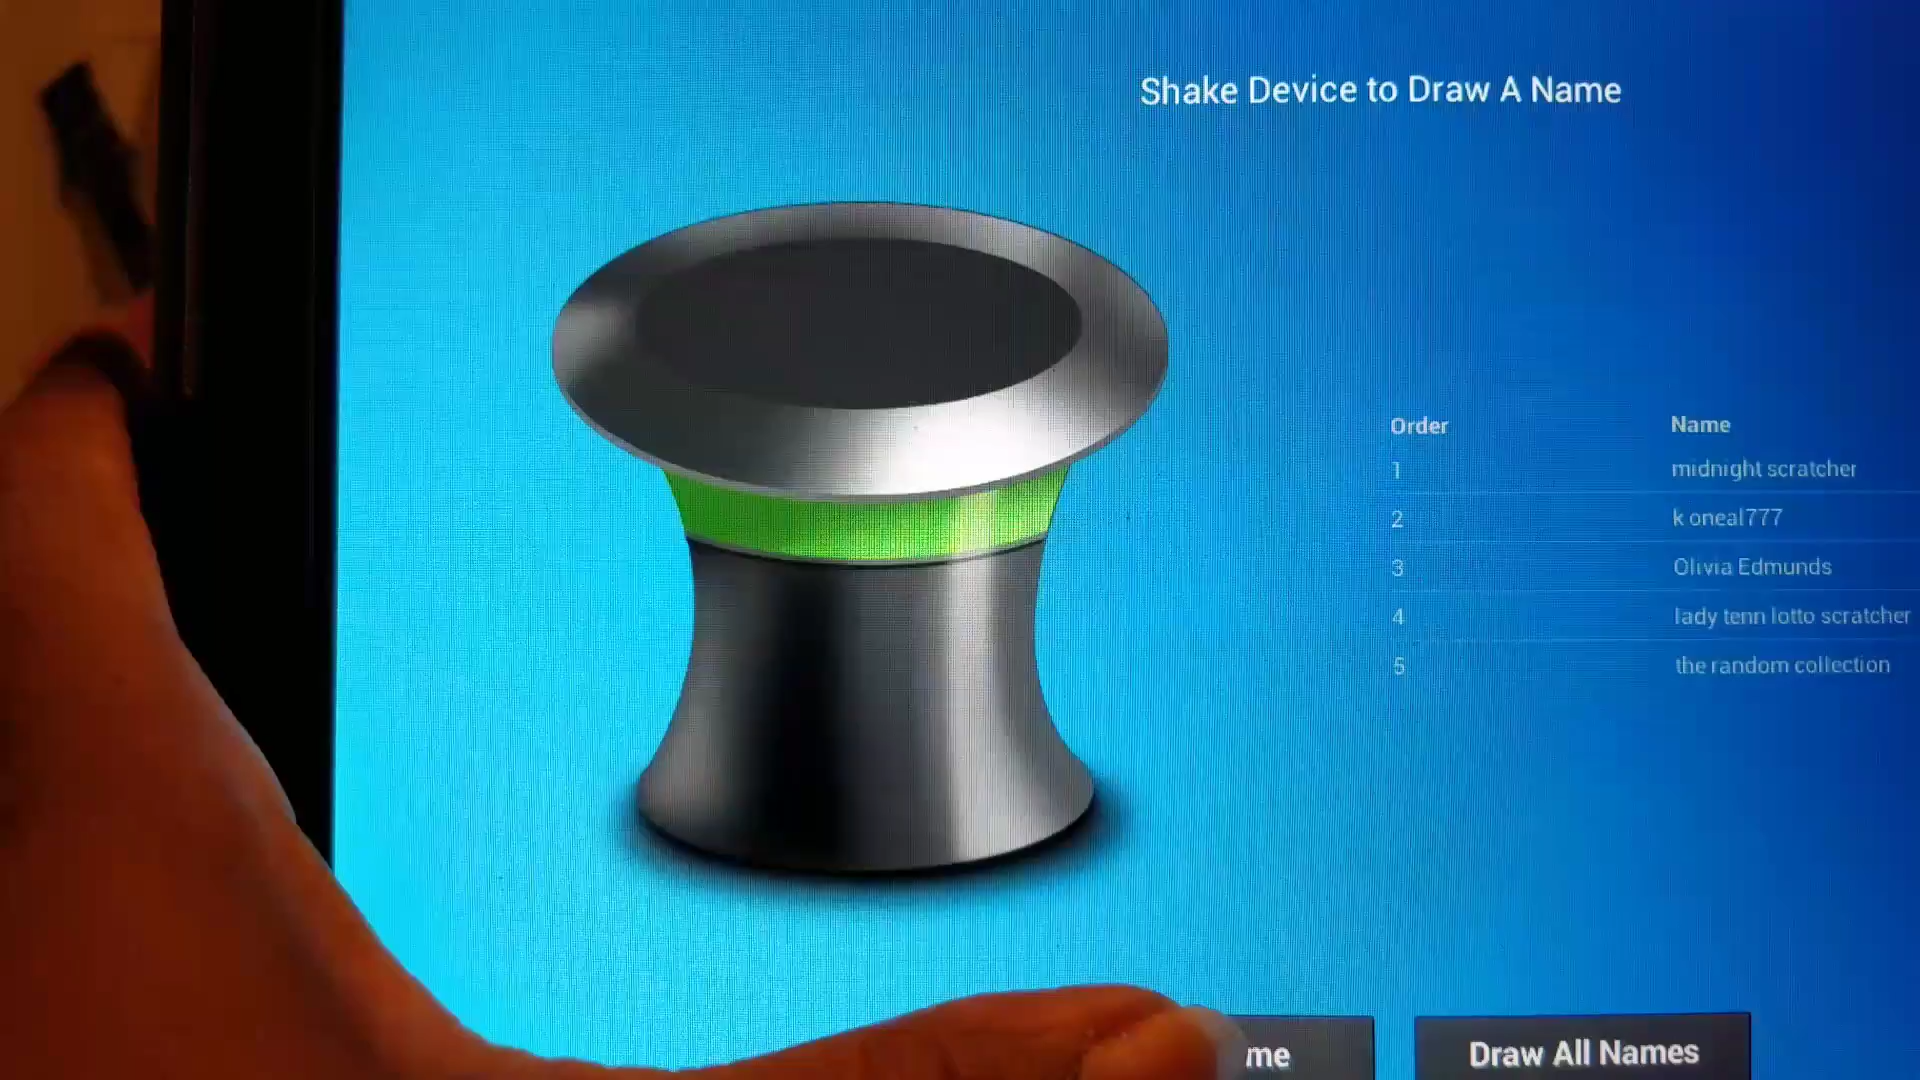 Shake Device to Draw A Name
Order Name
1 midnight scratcher
2 k oneal777
3 Olivia Edmunds
4 lady tenn lotto scratcher
5 the random collection
me
Draw All Names